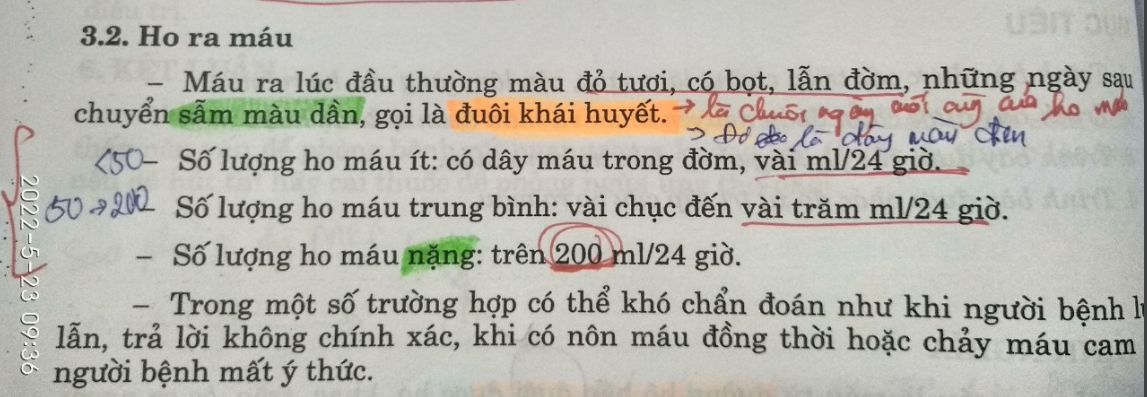 3.2. Ho ra máu
– Máu ra lúc đầu thường màu đỏ tươi, có bọt, lẫn đờm, những ngày sau
chuyển sẫm màu dần, gọi là đuôi khái huyết. → là chuỗi ngày cuối cùng của ho máu
→ Đó là dây màu đen
<50 – Số lượng ho máu ít: có dây máu trong đờm, vài ml/24 giờ.
50→200 – Số lượng ho máu trung bình: vài chục đến vài trăm ml/24 giờ.
– Số lượng ho máu nặng: trên 200 ml/24 giờ.
– Trong một số trường hợp có thể khó chẩn đoán như khi người bệnh
lẫn, trả lời không chính xác, khi có nôn máu đồng thời hoặc chảy máu cam
người bệnh mất ý thức.
2022-5-23 09:36